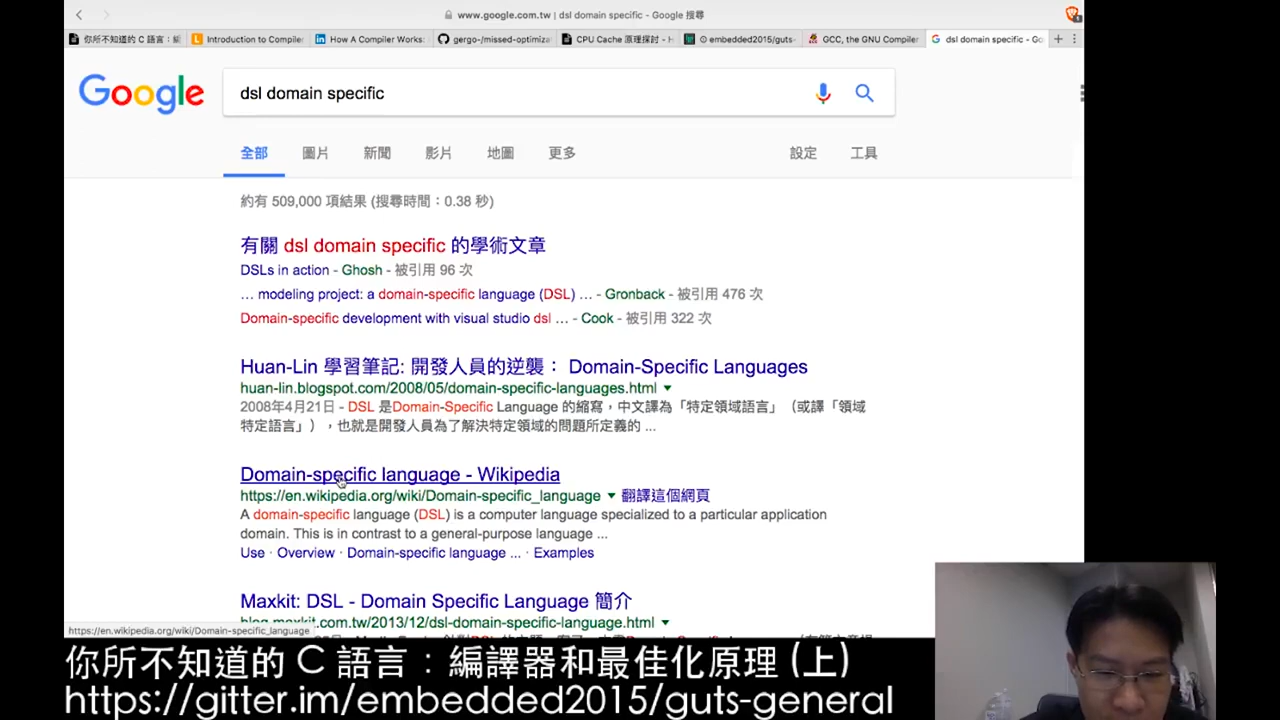 www.google.com.tw | dsl domain specific - Google 搜尋
你所不知道的 C 語言：編
Introduction to Compiler
How A Compiler Works:
gergo-/missed-optimiza
CPU Cache 原理探討 - H
embedded2015/guts-
GCC, the GNU Compiler
dsl domain specific - Go
Google
dsl domain specific
全部 圖片 新聞 影片 地圖 更多 設定 工具
約有 509,000 項結果 (搜尋時間：0.38 秒)
有關 dsl domain specific 的學術文章
DSLs in action - Ghosh - 被引用 96 次
... modeling project: a domain-specific language (DSL) ... - Gronback - 被引用 476 次
Domain-specific development with visual studio dsl ... - Cook - 被引用 322 次
Huan-Lin 學習筆記: 開發人員的逆襲： Domain-Specific Languages
huan-lin.blogspot.com/2008/05/domain-specific-languages.html
2008年4月21日 - DSL 是Domain-Specific Language 的縮寫，中文譯為「特定領域語言」（或譯「領域
特定語言」），也就是開發人員為了解決特定領域的問題所定義的 ...
Domain-specific language - Wikipedia
https://en.wikipedia.org/wiki/Domain-specific_language 翻譯這個網頁
A domain-specific language (DSL) is a computer language specialized to a particular application
domain. This is in contrast to a general-purpose language ...
Use · Overview · Domain-specific language ... · Examples
Maxkit: DSL - Domain Specific Language 簡介
blog.maxkit.com.tw/2013/12/dsl-domain-specific-language.html
https://en.wikipedia.org/wiki/Domain-specific_language
你所不知道的 C 語言：編譯器和最佳化原理 (上)
https://gitter.im/embedded2015/guts-general